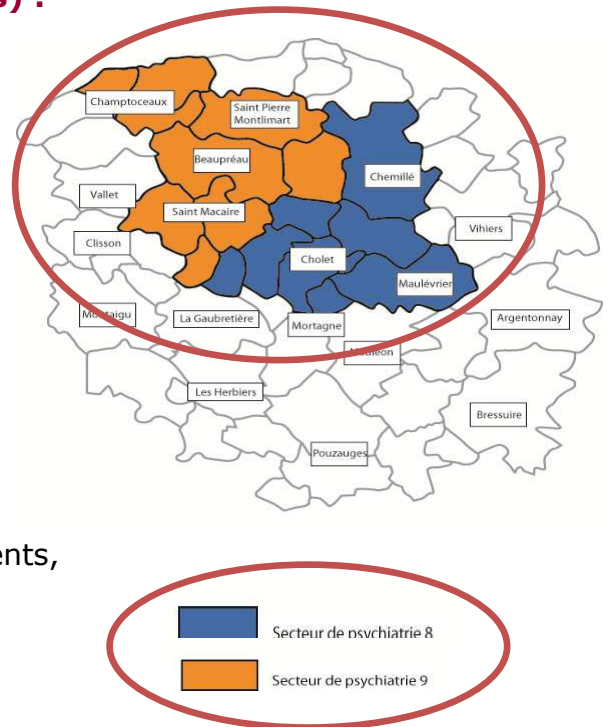 s) :
Champtoceaux
Saint Pierre
Montlimart
Beaupréau
Chemillé
Vallet
Saint Macaire
Vihiers
Clisson
Cholet
Maulévrier
Montaigu
La Gaubretière
Mortagne
Argentonnay
Mauléon
Les Herbiers
Bressuire
Pouzauges
ents,
Secteur de psychiatrie 8
Secteur de psychiatrie 9